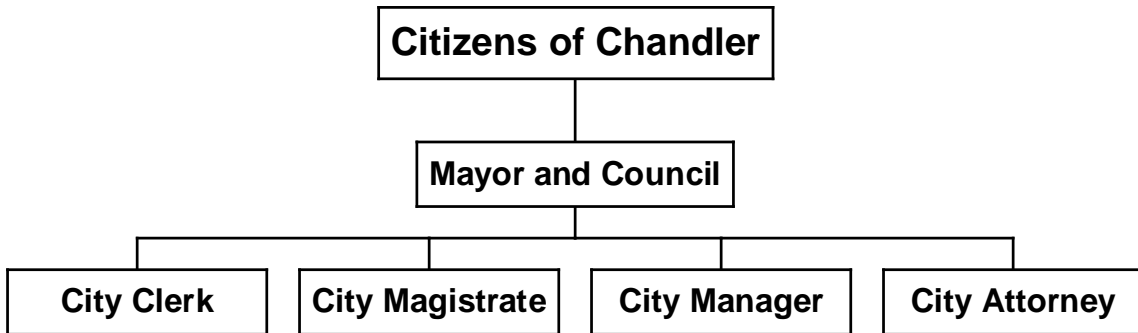 Citizens of Chandler
Mayor and Council
City Clerk
City Magistrate
City Manager
City Attorney